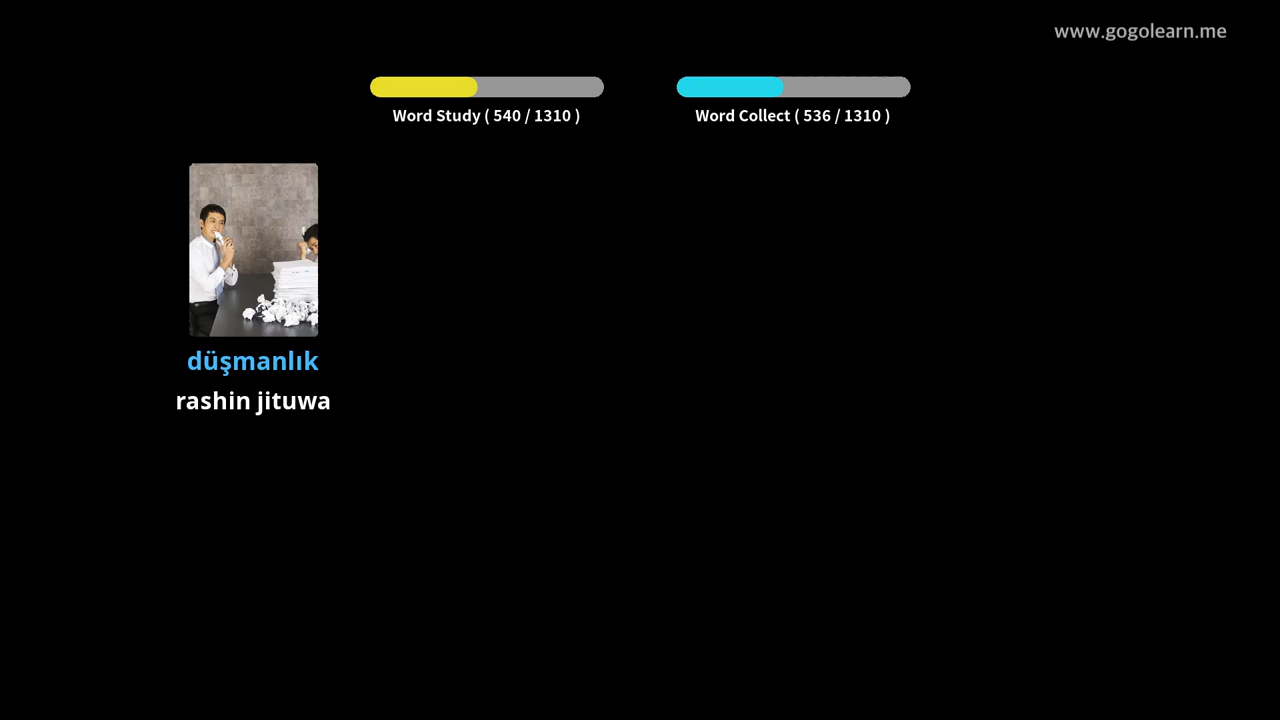 www.gogolearn.me
Word Study ( 540 / 1310 )
Word Collect ( 536 / 1310 )
düşmanlık
rashin jituwa